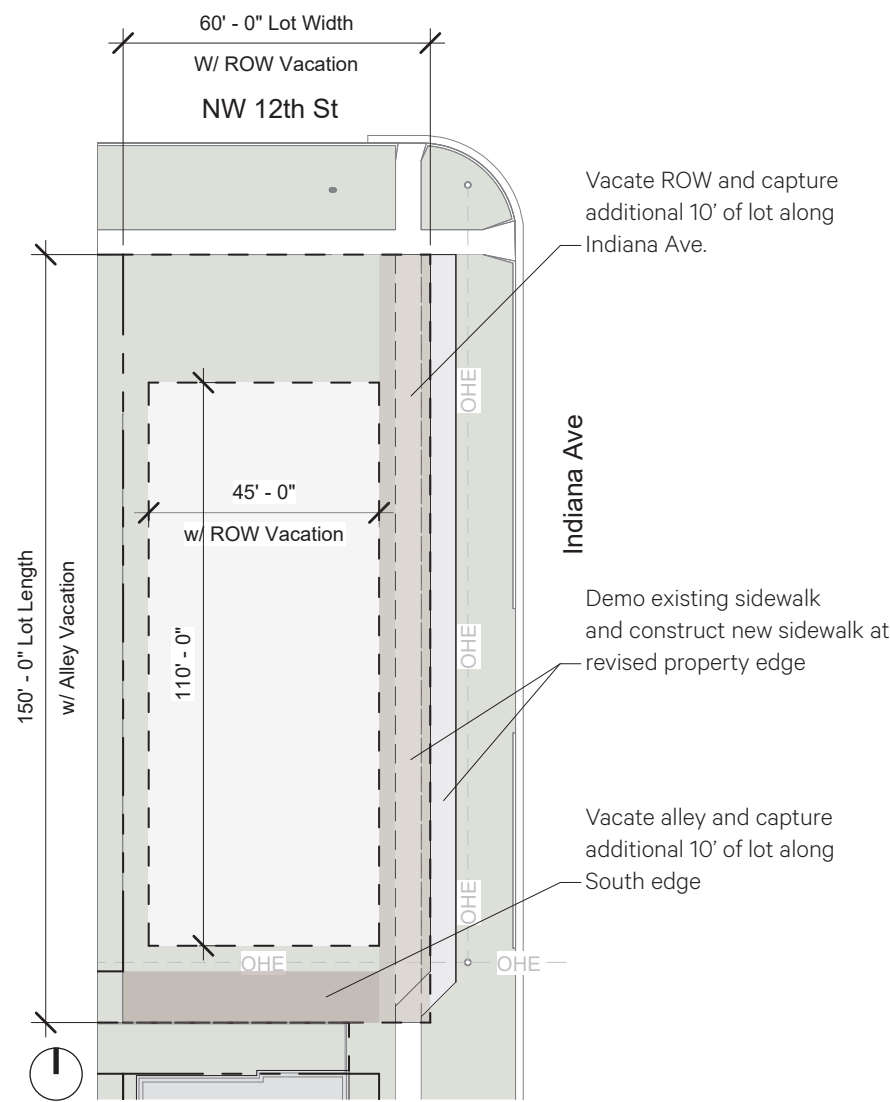 60' - 0" Lot Width
W/ ROW Vacation
NW 12th St
Vacate ROW and capture
additional 10’ of lot along
Indiana Ave.
OHE
Indiana Ave
45' - 0"
w/ ROW Vacation
150' - 0" Lot Length
w/ Alley Vacation
110' - 0"
OHE
Demo existing sidewalk
and construct new sidewalk at
revised property edge
Vacate alley and capture
additional 10’ of lot along
South edge
OHE
OHE
OHE